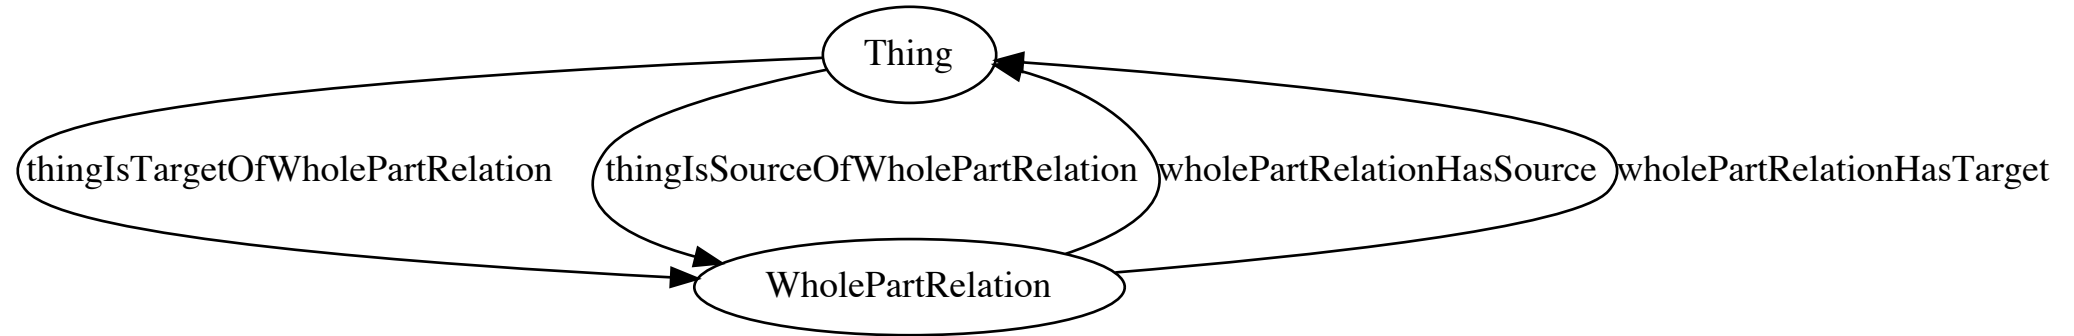 Thing
thingIsTargetOfWholePartRelation
thingIsSourceOfWholePartRelation
wholePartRelationHasSource
wholePartRelationHasTarget
WholePartRelation